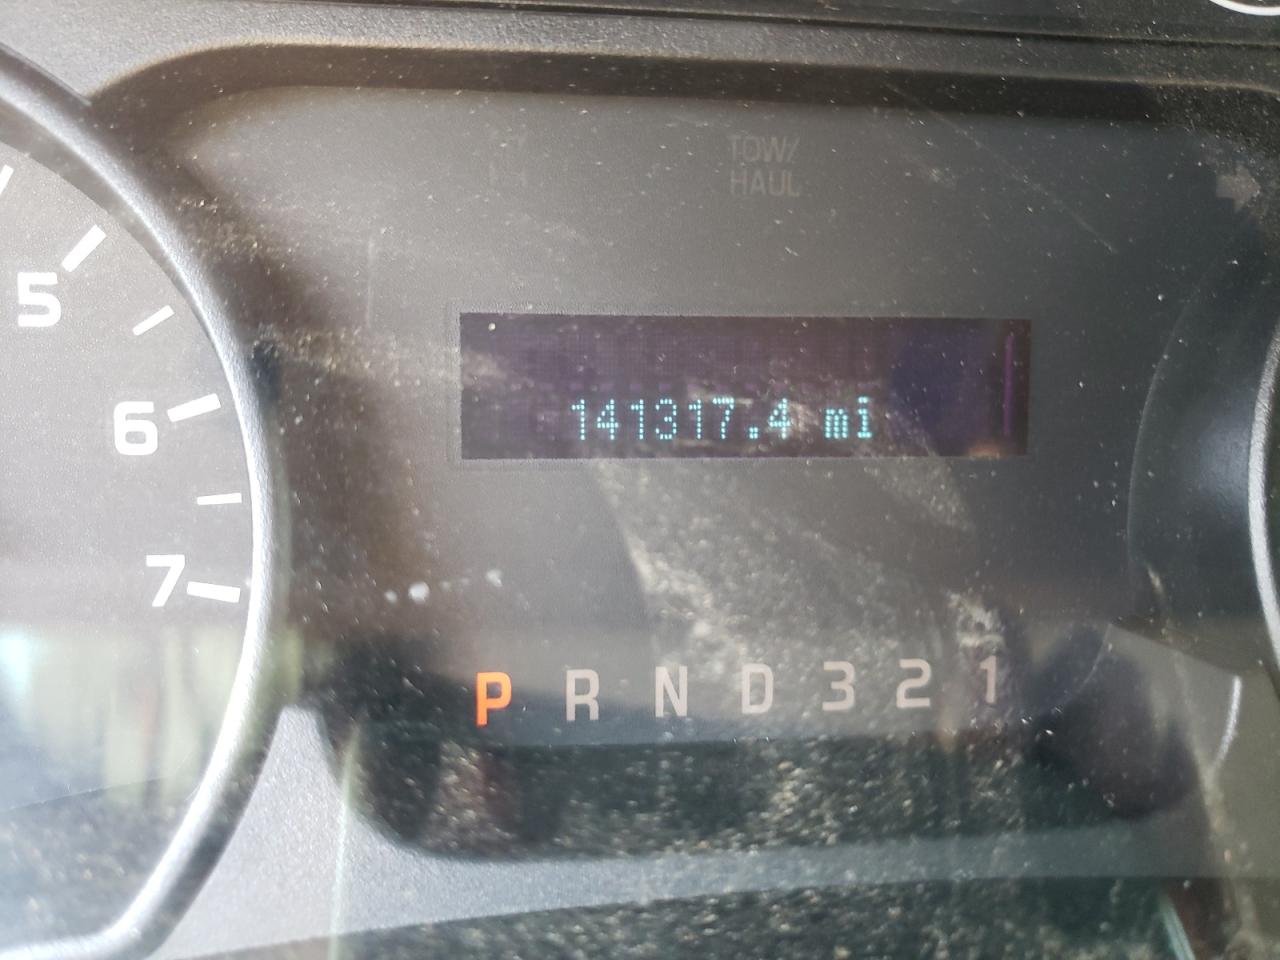 TOW/
HAUL
5
6
7
141317.4 mi
P R N D 3 2 1